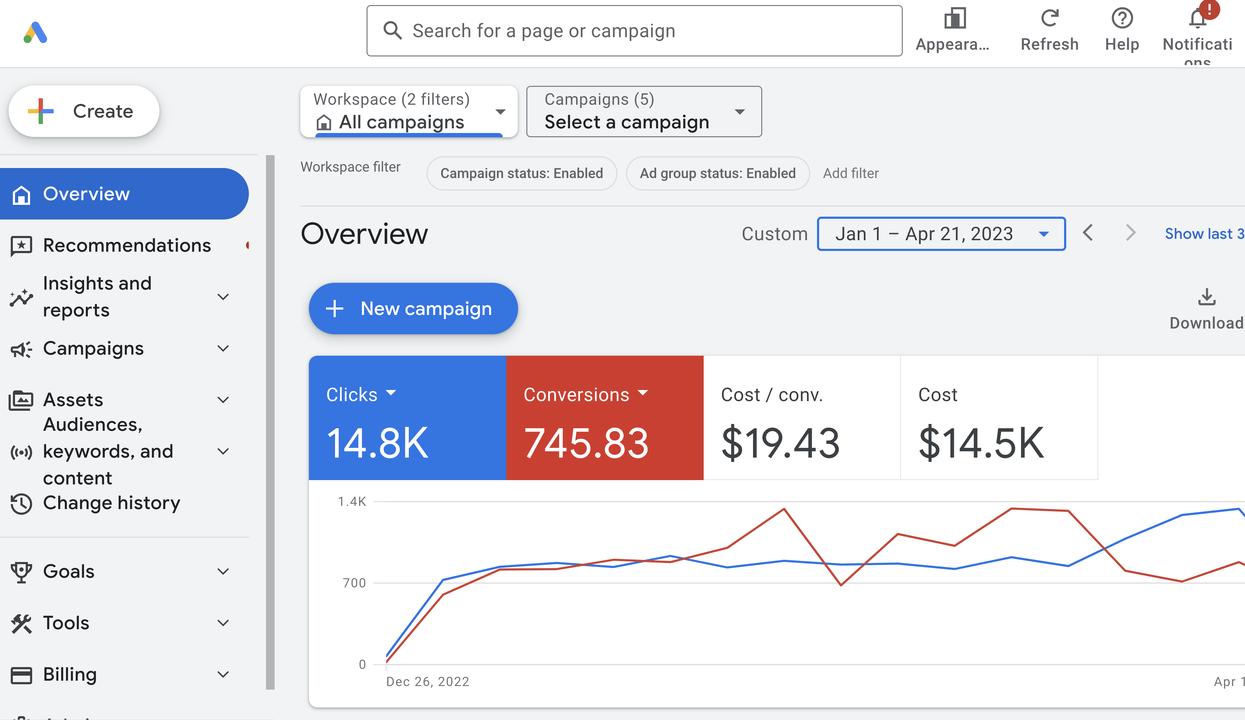 Search for a page or campaign
Appeara...
Refresh
Help
!
Notificati
ons
Create
Workspace (2 filters)
All campaigns
Campaigns (5)
Select a campaign
Workspace filter
Campaign status: Enabled
Ad group status: Enabled
Add filter
Overview
Recommendations
Insights and
reports
Campaigns
Assets
Audiences,
keywords, and
content
Change history
Goals
Tools
Billing
Overview
Custom
Jan 1 – Apr 21, 2023
Show last 3
New campaign
Download
Clicks
14.8K
Conversions
745.83
Cost / conv.
$19.43
Cost
$14.5K
1.4K
700
0
Dec 26, 2022
Apr 1